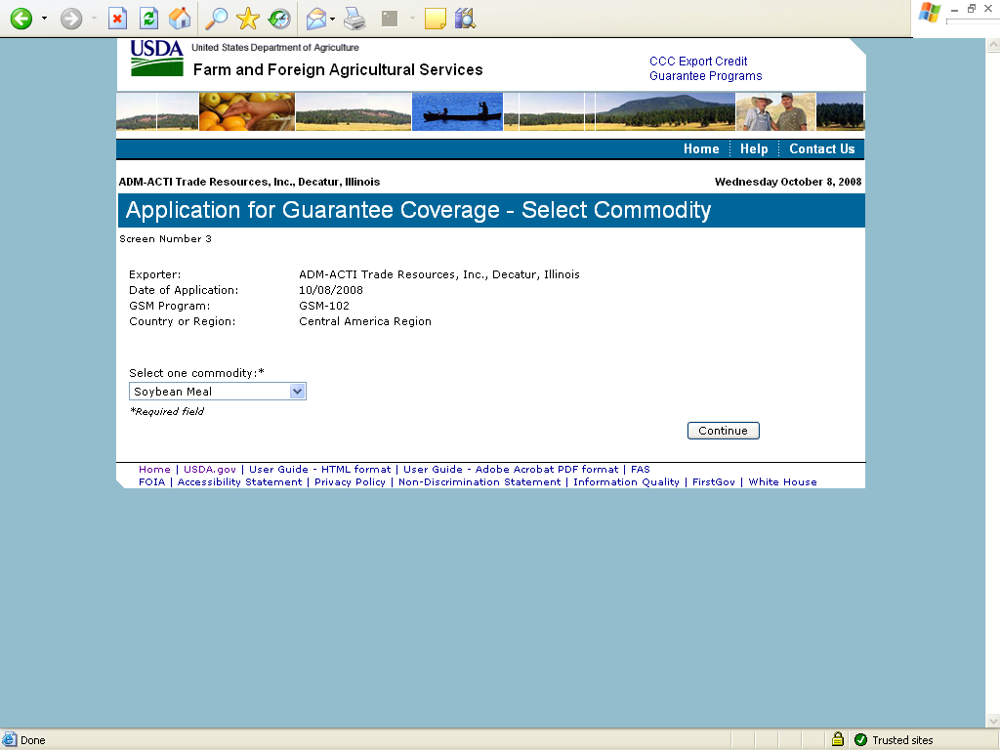 USDA United States Department of Agriculture
Farm and Foreign Agricultural Services
CCC Export Credit
Guarantee Programs
Home Help Contact Us
ADM-ACTI Trade Resources, Inc., Decatur, Illinois Wednesday October 8, 2008
Application for Guarantee Coverage - Select Commodity
Screen Number 3
Exporter: ADM-ACTI Trade Resources, Inc., Decatur, Illinois
Date of Application: 10/08/2008
GSM Program: GSM-102
Country or Region: Central America Region
Select one commodity:*
Soybean Meal
*Required field
Continue
Home | USDA.gov | User Guide - HTML format | User Guide - Adobe Acrobat PDF format | FAS
FOIA | Accessibility Statement | Privacy Policy | Non-Discrimination Statement | Information Quality | FirstGov | White House
Done Trusted sites